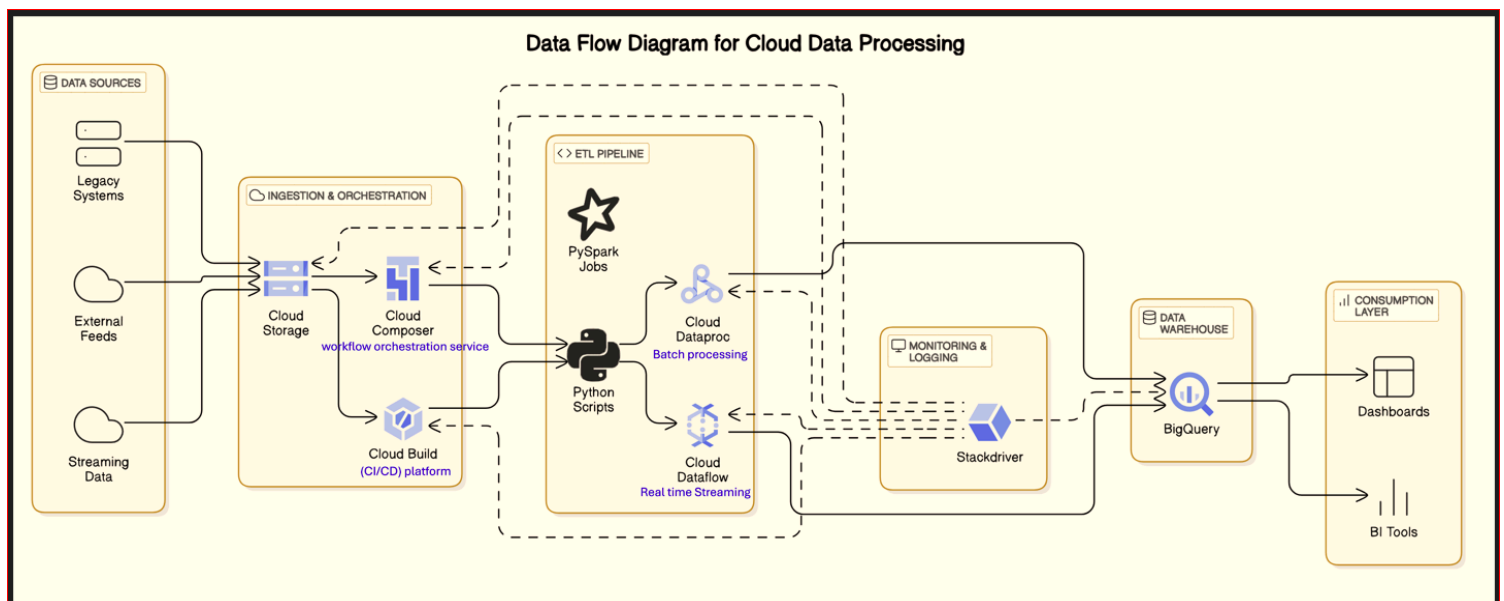 Data Flow Diagram for Cloud Data Processing
DATA SOURCES
Legacy
Systems
External
Feeds
Streaming
Data
INGESTION & ORCHESTRATION
Cloud
Storage
Cloud
Composer
workflow orchestration service
Cloud Build
(CI/CD) platform
ETL PIPELINE
PySpark
Jobs
Python
Scripts
Cloud
Dataproc
Batch processing
Cloud
Dataflow
Real time Streaming
MONITORING &
LOGGING
Stackdriver
DATA
WAREHOUSE
BigQuery
CONSUMPTION
LAYER
Dashboards
BI Tools